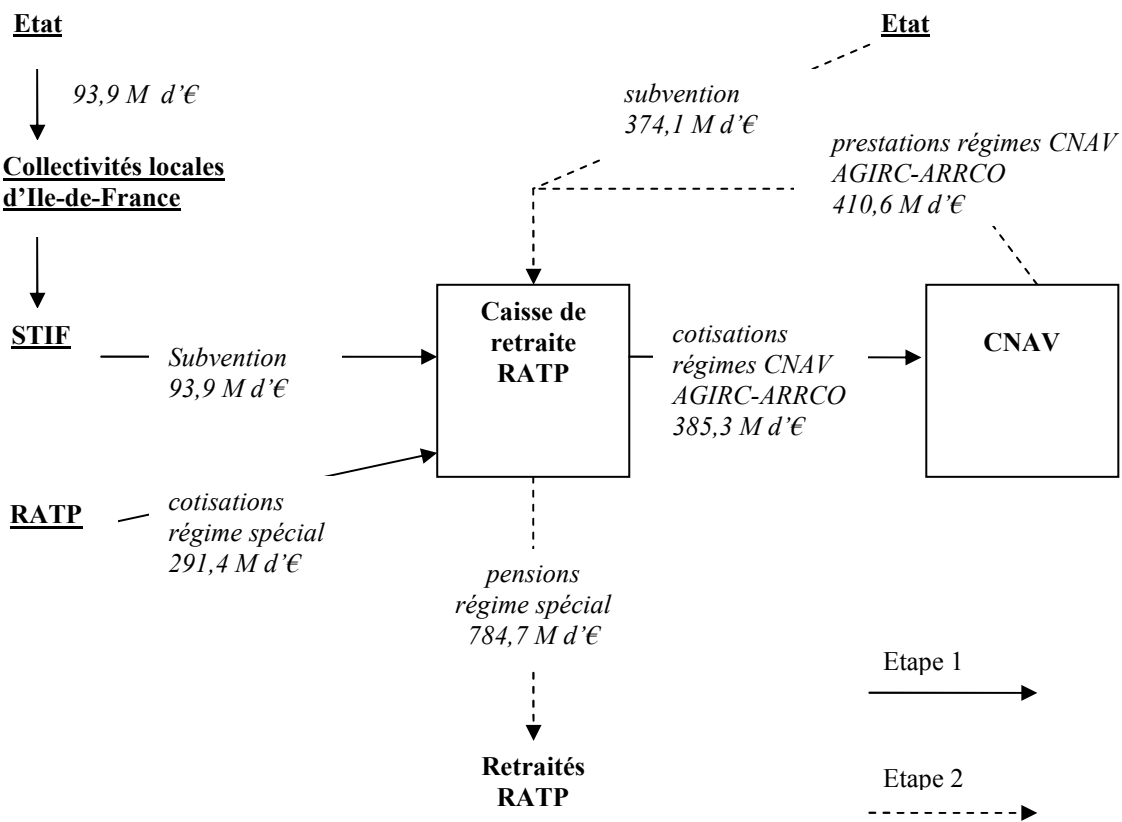 Etat
93,9 M d’€
Collectivités locales
d’Ile-de-France
STIF
Subvention
93,9 M d’€
RATP
cotisations
régime spécial
291,4 M d’€
Etat
subvention
374,1 M d’€
prestations régimes CNAV
AGIRC-ARRCO
410,6 M d’€
Caisse de
retraite
RATP
cotisations
régimes CNAV
AGIRC-ARRCO
385,3 M d’€
CNAV
pensions
régime spécial
784,7 M d’€
Retraités
RATP
Etape 1
Etape 2